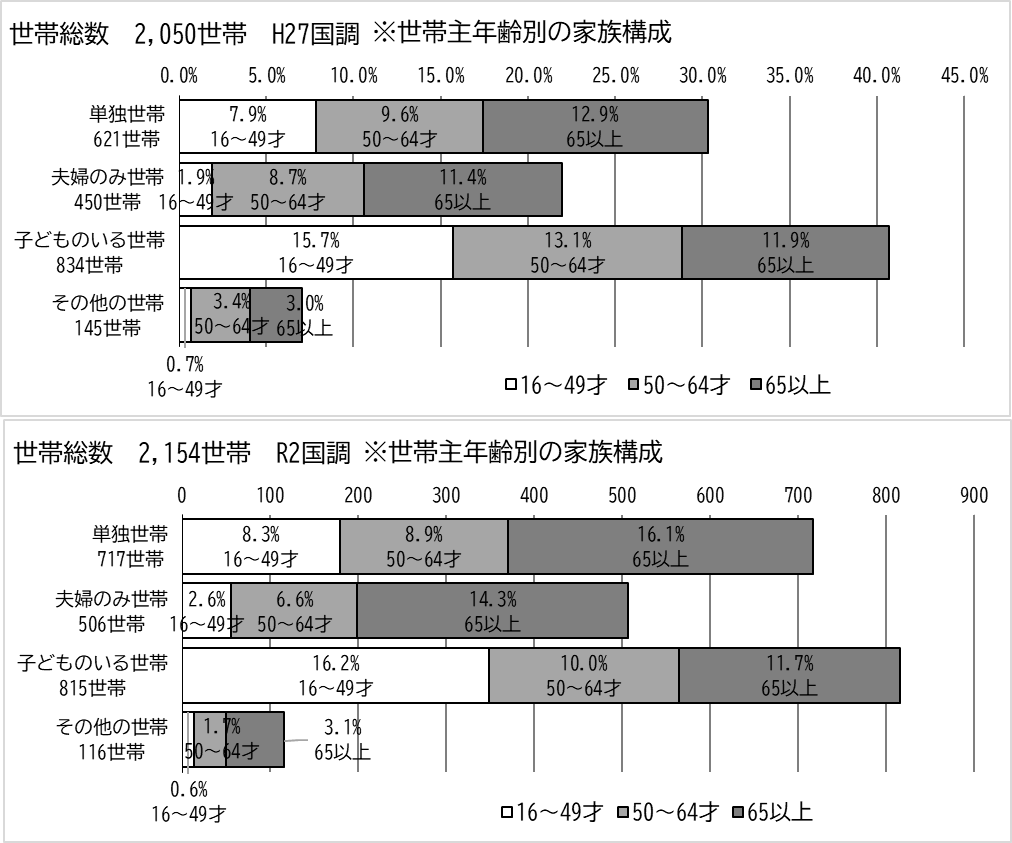 世帯総数　2,050世帯　H27国調 ※世帯主年齢別の家族構成
0.0% 5.0% 10.0% 15.0% 20.0% 25.0% 30.0% 35.0% 40.0% 45.0%
単独世帯 7.9% 9.6% 12.9%
621世帯 16～49才 50～64才 65以上
夫婦のみ世帯 1.9% 8.7% 11.4%
450世帯 16～49才 50～64才 65以上
子どものいる世帯 15.7% 13.1% 11.9%
834世帯 16～49才 50～64才 65以上
その他の世帯 3.4% 3.0%
145世帯 50～64才 65以上
0.7%
16～49才
□16～49才 ■50～64才 ■65以上
世帯総数　2,154世帯　R2国調 ※世帯主年齢別の家族構成
0 100 200 300 400 500 600 700 800 900
単独世帯 8.3% 8.9% 16.1%
717世帯 16～49才 50～64才 65以上
夫婦のみ世帯 2.6% 6.6% 14.3%
506世帯 16～49才 50～64才 65以上
子どものいる世帯 16.2% 10.0% 11.7%
815世帯 16～49才 50～64才 65以上
その他の世帯 1.7% 3.1%
116世帯 50～64才 65以上
0.6%
16～49才
□16～49才 ■50～64才 ■65以上